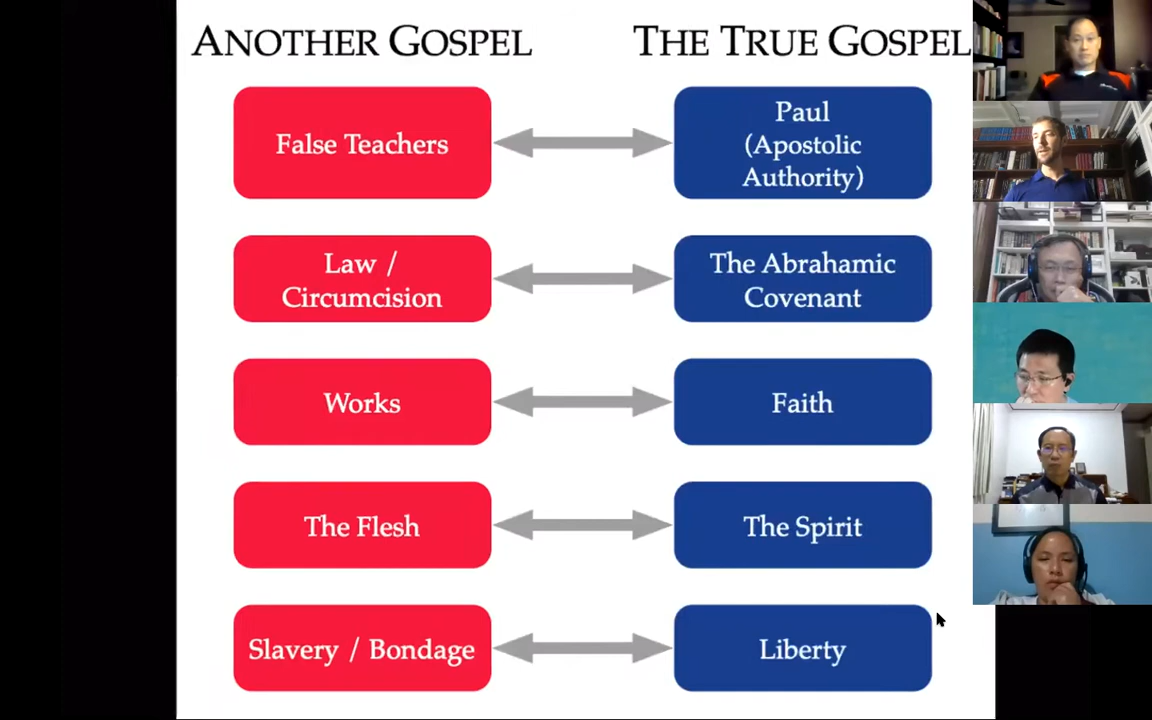 ANOTHER GOSPEL
THE TRUE GOSPEL
False Teachers
Paul
(Apostolic
Authority)
Law /
Circumcision
The Abrahamic
Covenant
Works
Faith
The Flesh
The Spirit
Slavery / Bondage
Liberty